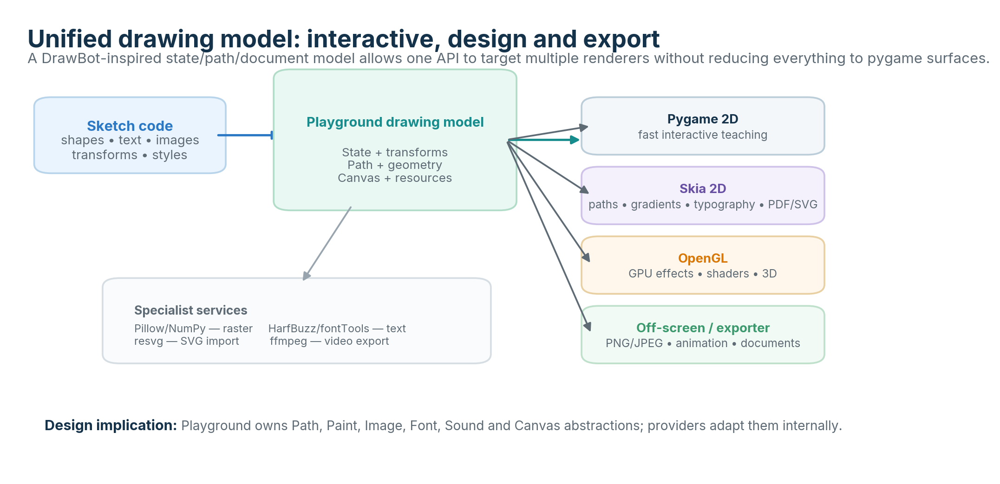 Unified drawing model: interactive, design and export
A DrawBot-inspired state/path/document model allows one API to target multiple renderers without reducing everything to pygame surfaces.
Sketch code
shapes • text • images
transforms • styles
Playground drawing model
State + transforms
Path + geometry
Canvas + resources
Pygame 2D
fast interactive teaching
Skia 2D
paths • gradients • typography • PDF/SVG
OpenGL
GPU effects • shaders • 3D
Off-screen / exporter
PNG/JPEG • animation • documents
Specialist services
Pillow/NumPy — raster HarfBuzz/fontTools — text
resvg — SVG import ffmpeg — video export
Design implication: Playground owns Path, Paint, Image, Font, Sound and Canvas abstractions; providers adapt them internally.